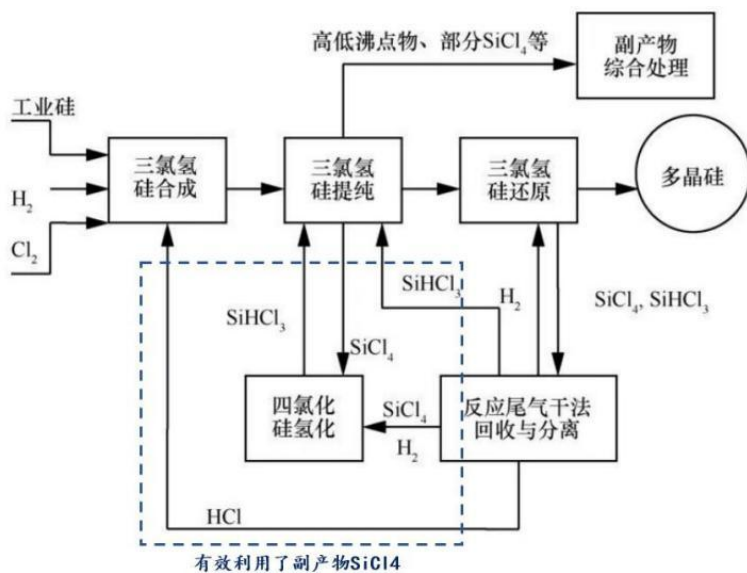 高低沸点物、部分SiCl₄等
副产物
综合处理
工业硅
H₂
Cl₂
三氯氢
硅合成
三氯氢
硅提纯
三氯氢
硅还原
多晶硅
SiHCl₃
SiCl₄
SiHCl₃
H₂
SiCl₄, SiHCl₃
四氯化
硅氢化
SiCl₄
H₂
反应尾气干法
回收与分离
HCl
有效利用了副产物SiCl4